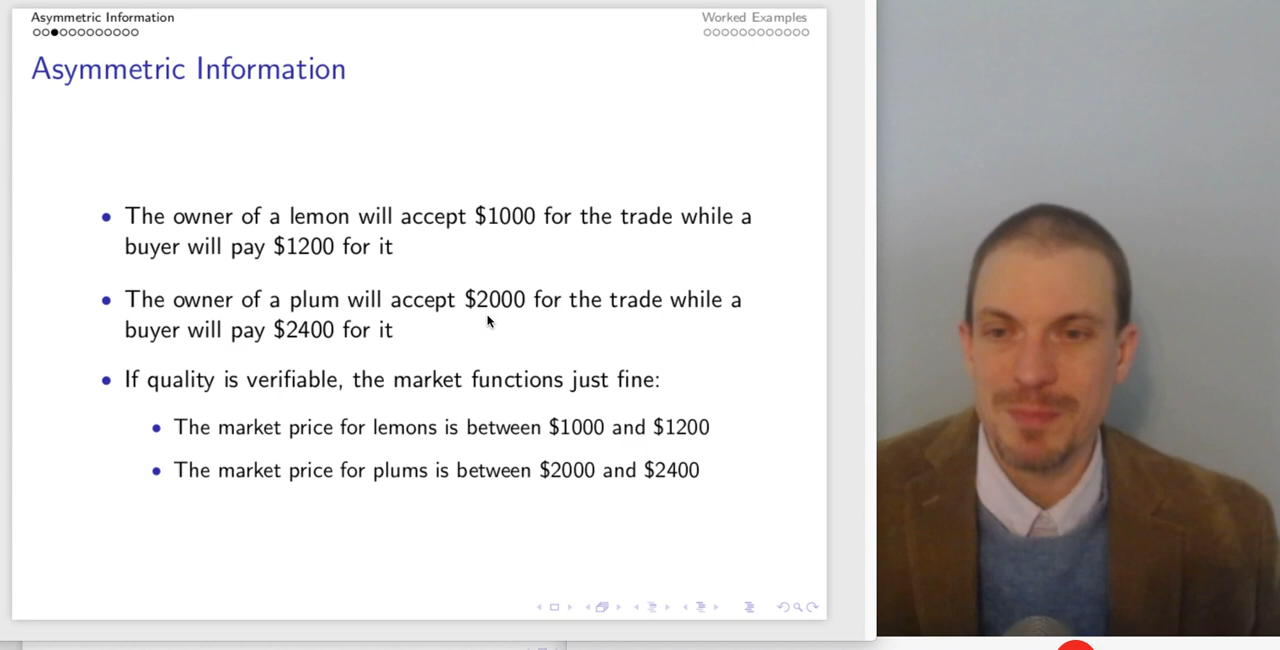 Asymmetric Information
Worked Examples
Asymmetric Information
• The owner of a lemon will accept $1000 for the trade while a
buyer will pay $1200 for it
• The owner of a plum will accept $2000 for the trade while a
buyer will pay $2400 for it
• If quality is verifiable, the market functions just fine:
• The market price for lemons is between $1000 and $1200
• The market price for plums is between $2000 and $2400